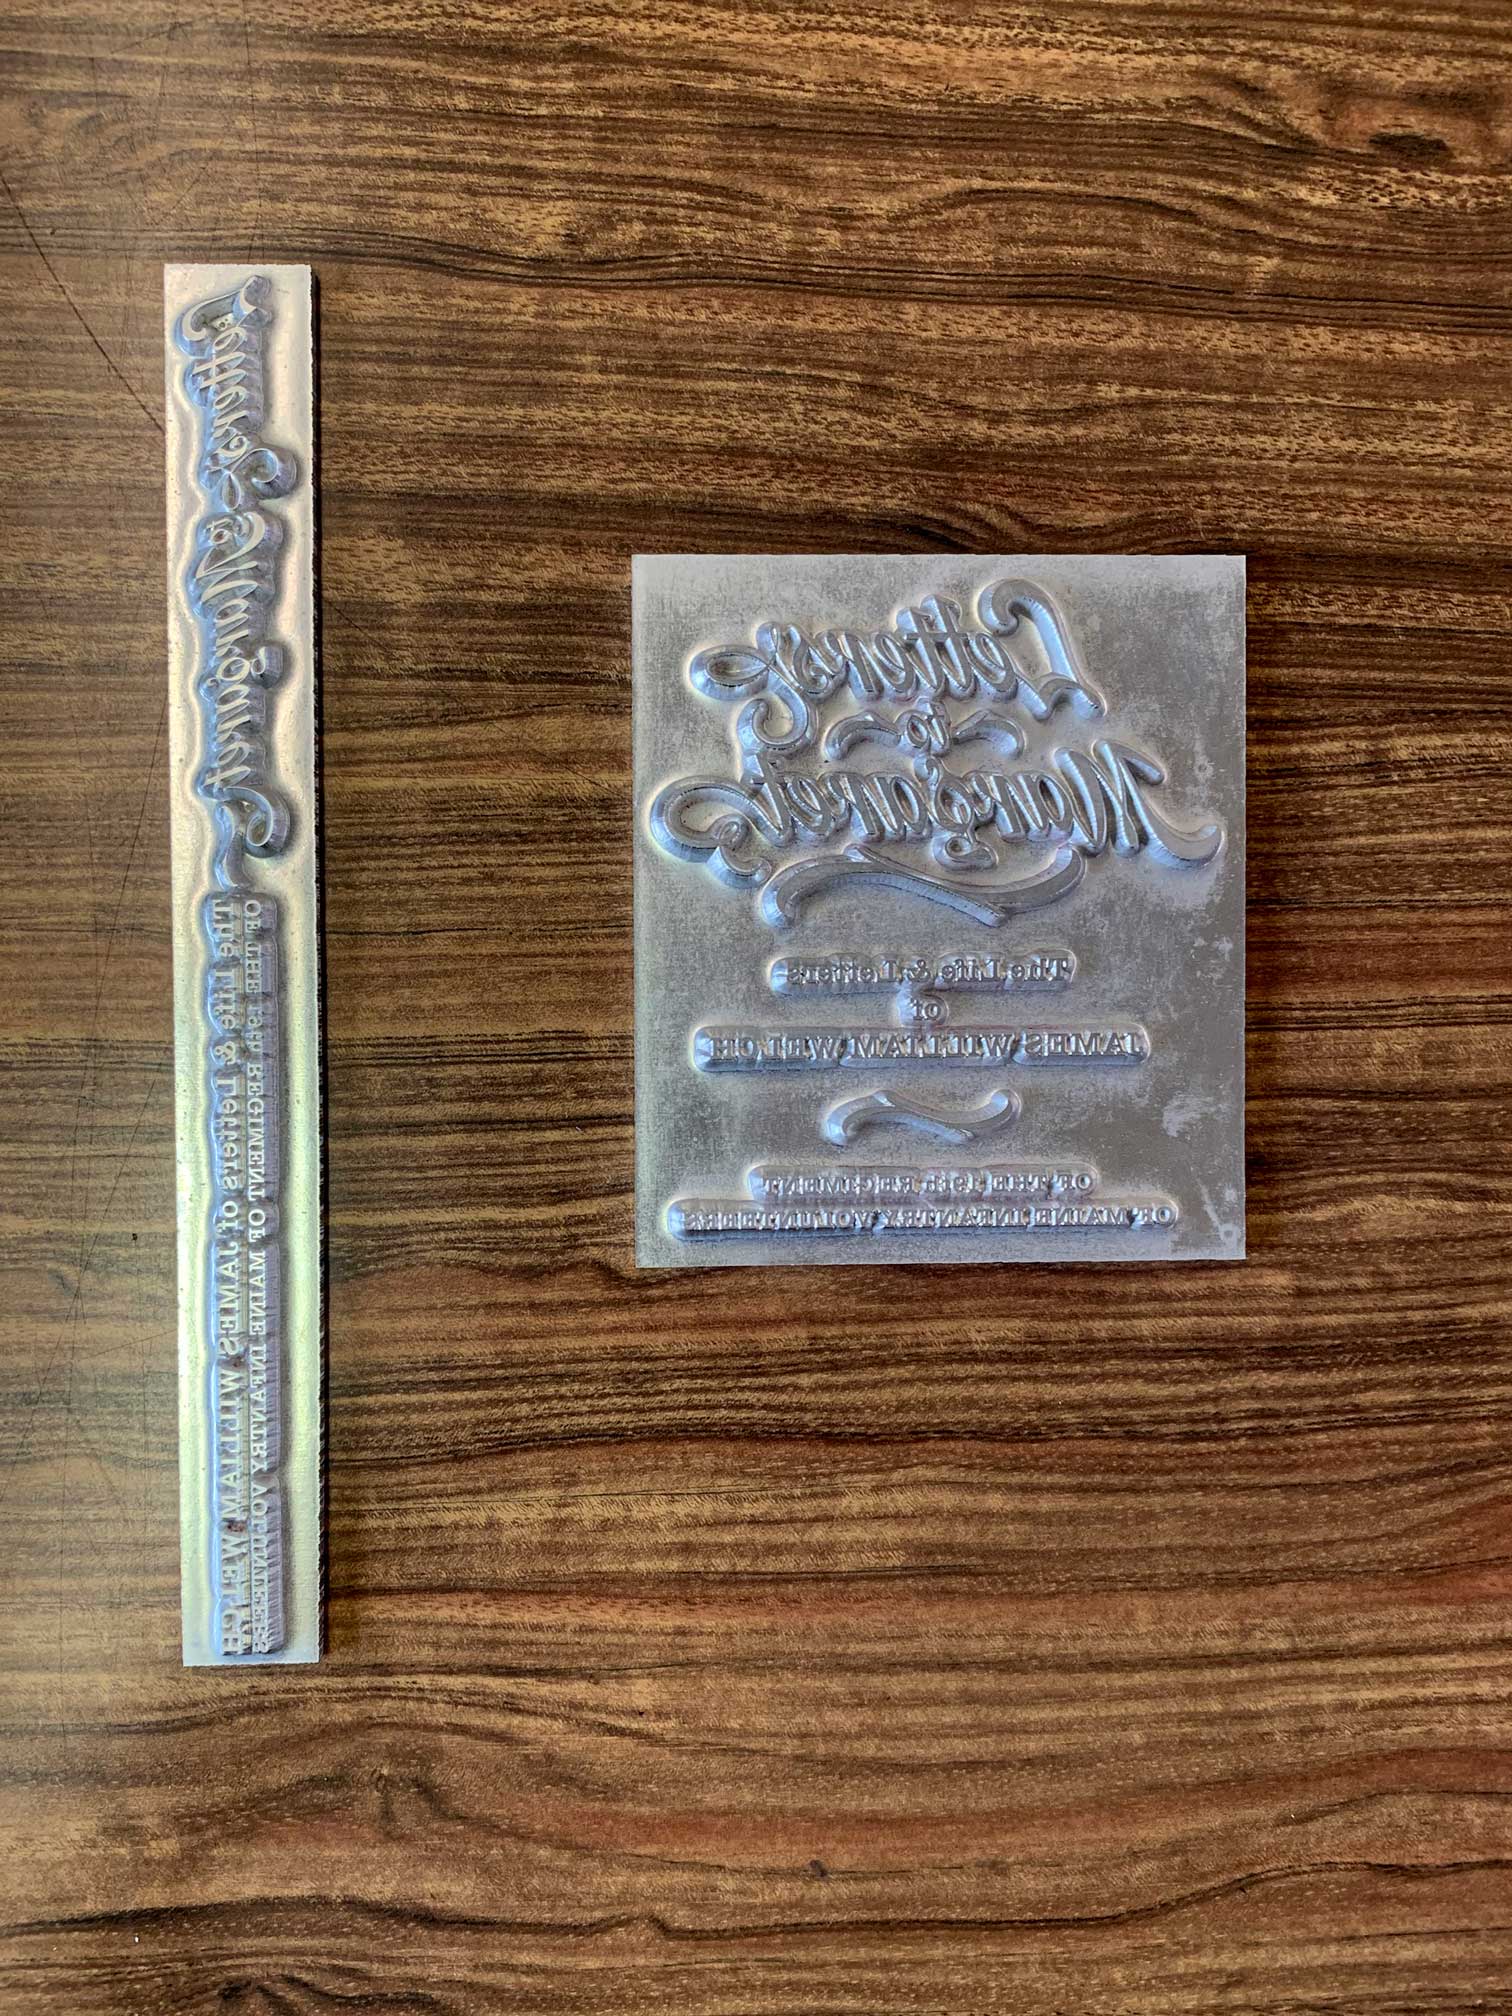 Letters to Margaret
The Life & Letters of JAMES WILLIAM WELCH
OF THE 19th REGIMENT OF MAINE INFANTRY VOLUNTEERS
Letters
to
Margaret
The Life & Letters
of
JAMES WILLIAM WELCH
OF THE 19th REGIMENT
OF MAINE INFANTRY VOLUNTEERS